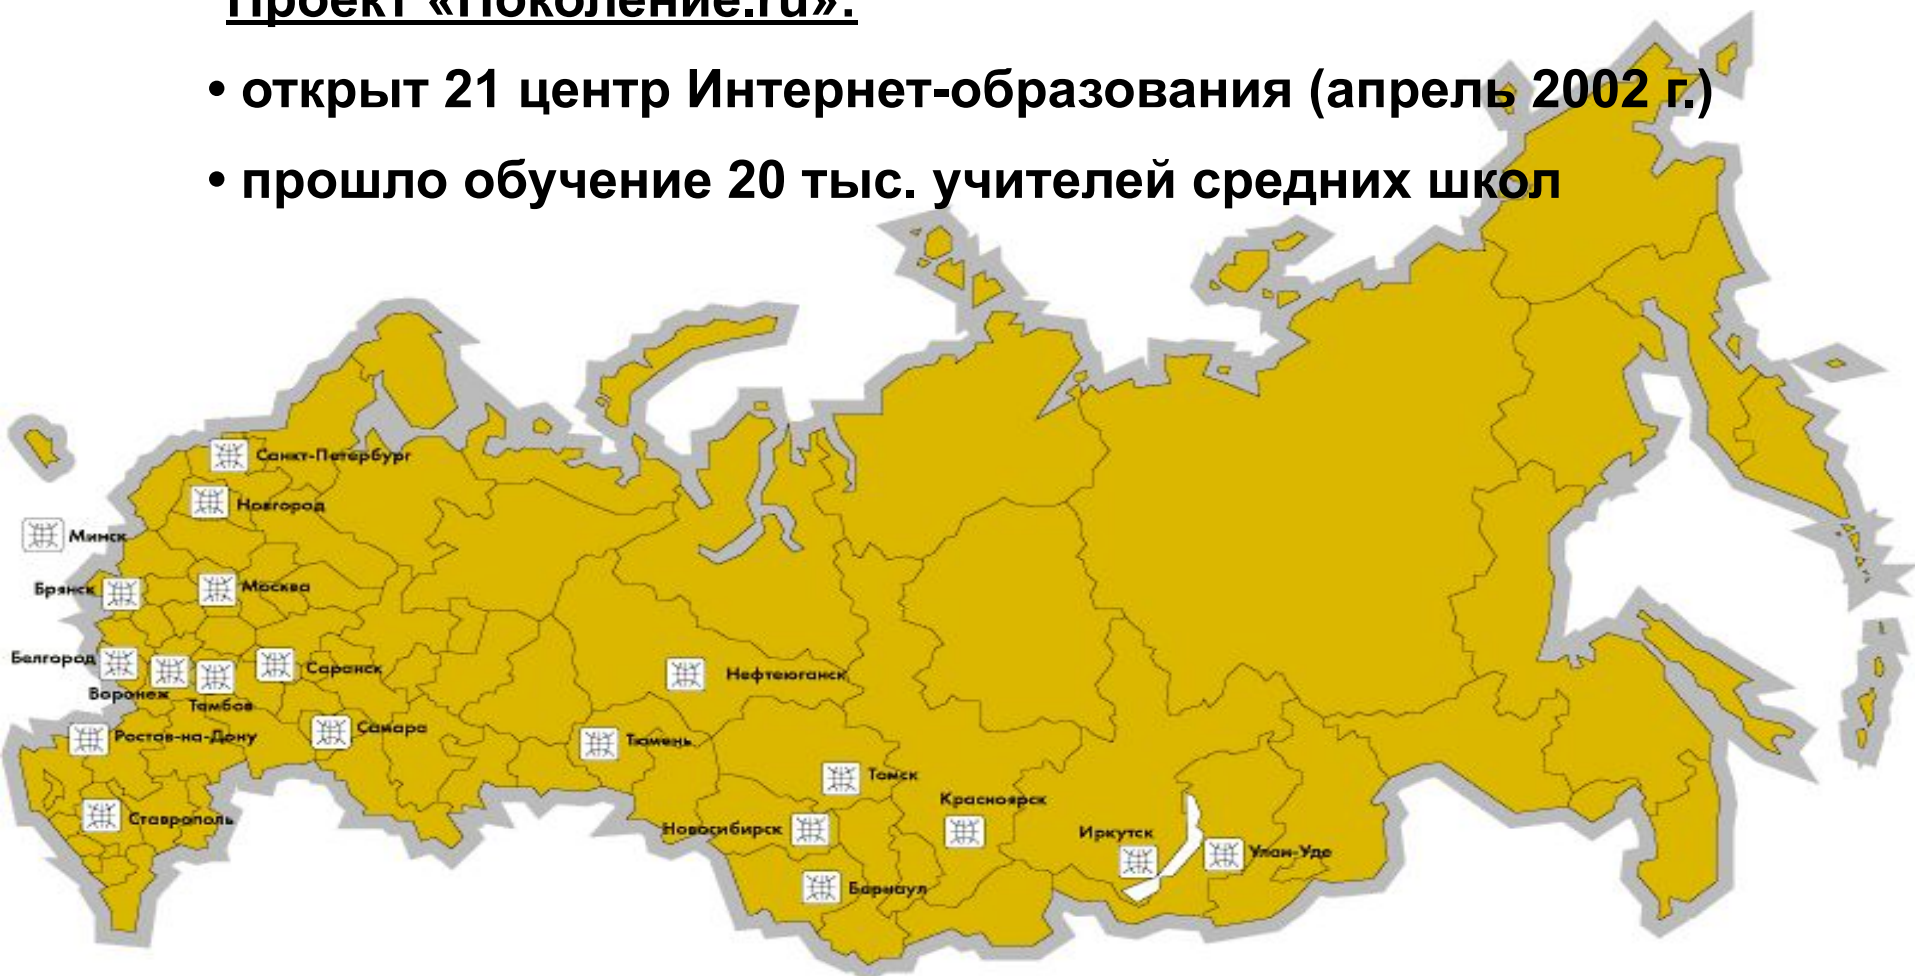 Проект «Поколение.ru»:
• открыт 21 центр Интернет-образования (апрель 2002 г.)
• прошло обучение 20 тыс. учителей средних школ
Санкт-Петербург
Новгород
Минск
Брянск
Москва
Белгород
Воронеж
Тамбов
Саранск
Нефтеюганск
Ростов-на-Дону
Самара
Тюмень
Томск
Ставрополь
Новосибирск
Красноярск
Иркутск
Улан-Уде
Барнаул